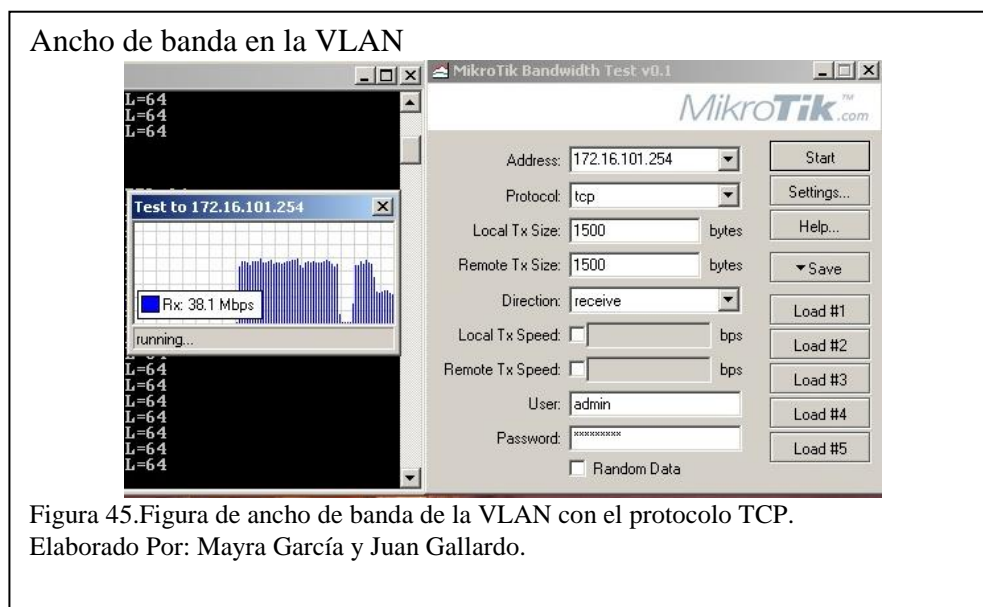 Ancho de banda en la VLAN
L=64
L=64
L=64
Test to 172.16.101.254
Rx: 38.1 Mbps
running...
L=64
L=64
L=64
L=64
L=64
L=64
L=64
MikroTik Bandwidth Test v0.1
MikroTik™.com
Address: 172.16.101.254
Protocol: tcp
Local Tx Size: 1500 bytes
Remote Tx Size: 1500 bytes
Direction: receive
Local Tx Speed: bps
Remote Tx Speed: bps
User: admin
Password: *********
Random Data
Start
Settings...
Help...
Save
Load #1
Load #2
Load #3
Load #4
Load #5
Figura 45.Figura de ancho de banda de la VLAN con el protocolo TCP.
Elaborado Por: Mayra García y Juan Gallardo.